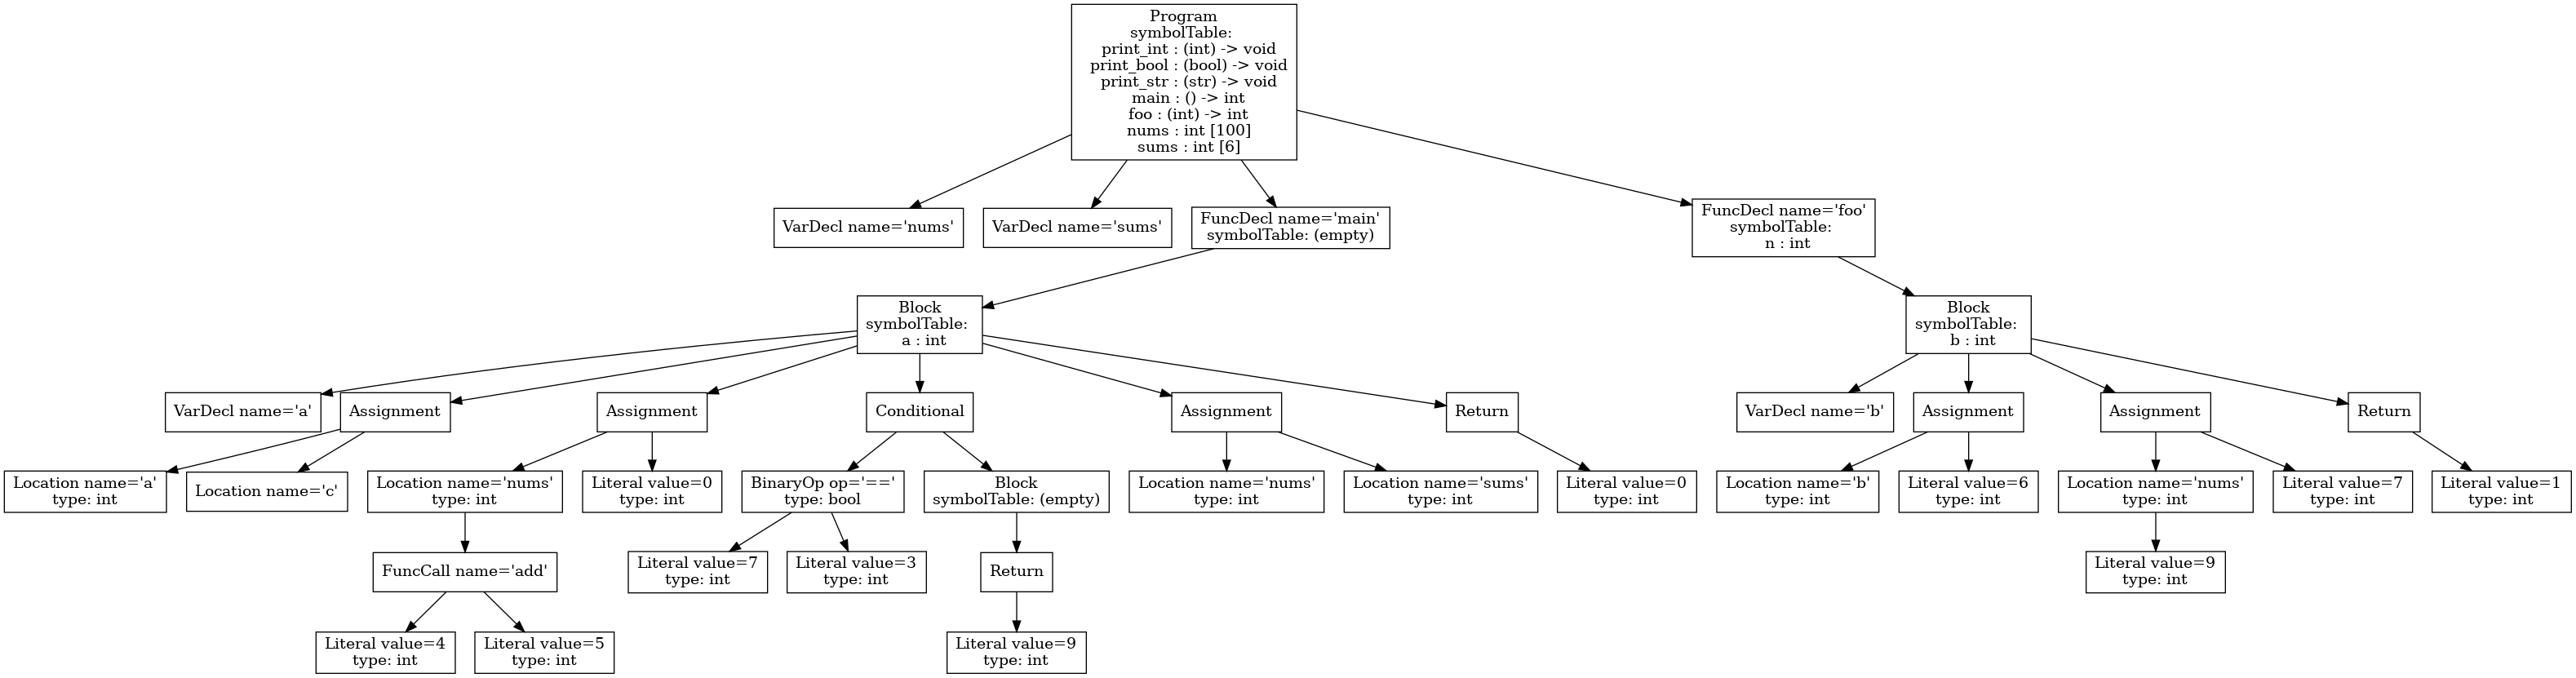 Program
symbolTable:
print_int : (int) -> void
print_bool : (bool) -> void
print_str : (str) -> void
main : () -> int
foo : (int) -> int
nums : int [100]
sums : int [6]
VarDecl name='nums'
VarDecl name='sums'
FuncDecl name='main'
symbolTable: (empty)
FuncDecl name='foo'
symbolTable:
n : int
Block
symbolTable:
a : int
Block
symbolTable:
b : int
VarDecl name='a'
Assignment
Assignment
Conditional
Assignment
Return
VarDecl name='b'
Assignment
Assignment
Return
Location name='a'
type: int
Location name='c'
Location name='nums'
type: int
Literal value=0
type: int
BinaryOp op='=='
type: bool
Block
symbolTable: (empty)
Location name='nums'
type: int
Location name='sums'
type: int
Literal value=0
type: int
Location name='b'
type: int
Literal value=6
type: int
Location name='nums'
type: int
Literal value=7
type: int
Literal value=1
type: int
FuncCall name='add'
Literal value=7
type: int
Literal value=3
type: int
Return
Literal value=9
type: int
Literal value=4
type: int
Literal value=5
type: int
Literal value=9
type: int